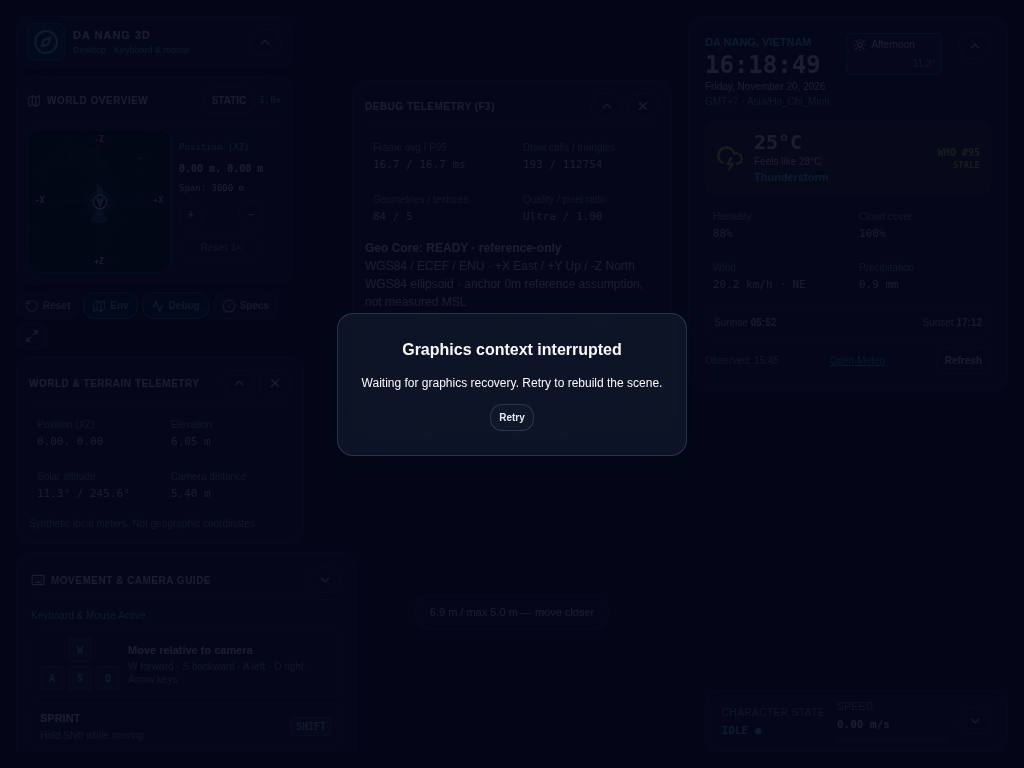 DA NANG 3D
Desktop · Keyboard & mouse
WORLD OVERVIEW
STATIC
1.6×
-Z
-X
+X
+Z
Position (XZ)
0.00 m, 0.00 m
Span: 3000 m
+
−
Reset 1×
Reset
Env
Debug
Specs
WORLD & TERRAIN TELEMETRY
Position (XZ)
Elevation
0.00, 0.00
6.05 m
Solar altitude
Camera distance
11.3° / 245.6°
5.40 m
Synthetic local meters. Not geographic coordinates.
MOVEMENT & CAMERA GUIDE
Keyboard & Mouse Active
W
A
S
D
Move relative to camera
W forward · S backward · A left · D right ·
Arrow keys
SPRINT
Hold Shift while moving
SHIFT
DEBUG TELEMETRY (F3)
Frame avg / P95
Draw calls / triangles
16.7 / 16.7 ms
193 / 112754
Geometries / textures
Quality / pixel ratio
84 / 5
Ultra / 1.00
Geo Core: READY · reference-only
WGS84 / ECEF / ENU · +X East / +Y Up / -Z North
WGS84 ellipsoid · anchor 0m reference assumption,
not measured MSL
Graphics context interrupted
Waiting for graphics recovery. Retry to rebuild the scene.
Retry
6.9 m / max 5.0 m — move closer
DA NANG, VIETNAM
16:18:49
Friday, November 20, 2026
GMT+7 · Asia/Ho_Chi_Minh
Afternoon
11.2°
25°C
Feels like 28°C
Thunderstorm
WMO #95
STALE
Humidity
Cloud cover
88%
100%
Wind
Precipitation
20.2 km/h · NE
0.9 mm
Sunrise 05:52
Sunset 17:12
Observed: 15:45
Open-Meteo
Refresh
CHARACTER STATE
SPEED
IDLE
0.00 m/s